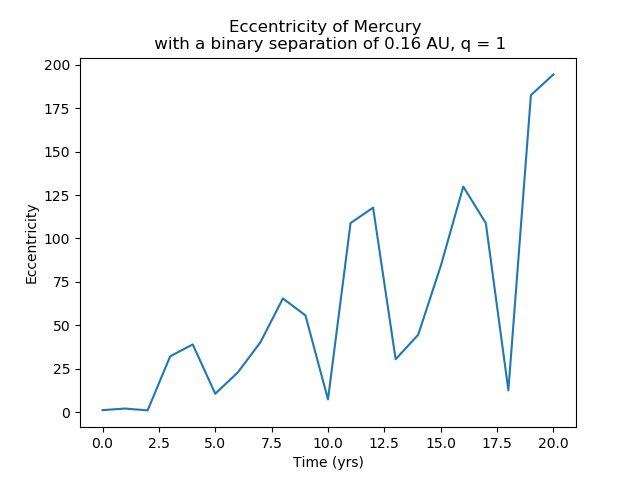 Eccentricity of Mercury
with a binary separation of 0.16 AU, q = 1
200
175
150
125
100
75
50
25
0
Eccentricity
0.0 2.5 5.0 7.5 10.0 12.5 15.0 17.5 20.0
Time (yrs)